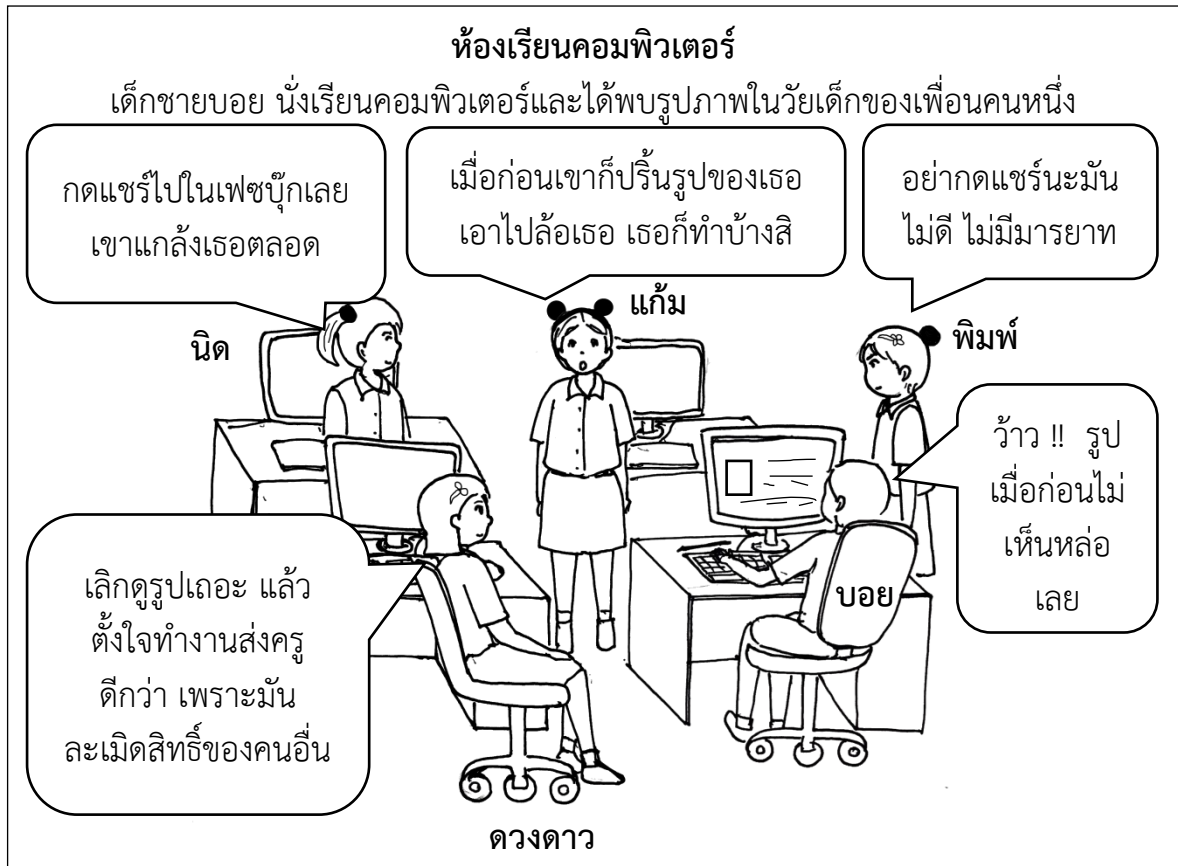 ห้องเรียนคอมพิวเตอร์
เด็กชายบอย นั่งเรียนคอมพิวเตอร์และได้พบรูปภาพในวัยเด็กของเพื่อนคนหนึ่ง
กดแชร์ไปในเฟซบุ๊กเลย
เขาแกล้งเธอตลอด
เมื่อก่อนเขาก็ปริ้นรูปของเธอ
เอาไปล้อเธอ เธอก็ทำบ้างสิ
อย่ากดแชร์นะมัน
ไม่ดี ไม่มีมารยาท
นิด
แก้ม
พิมพ์
ว้าว !! รูป
เมื่อก่อนไม่
เห็นหล่อ
เลย
บอย
เลิกดูรูปเถอะ แล้ว
ตั้งใจทำงานส่งครู
ดีกว่า เพราะมัน
ละเมิดสิทธิ์ของคนอื่น
ดวงดาว